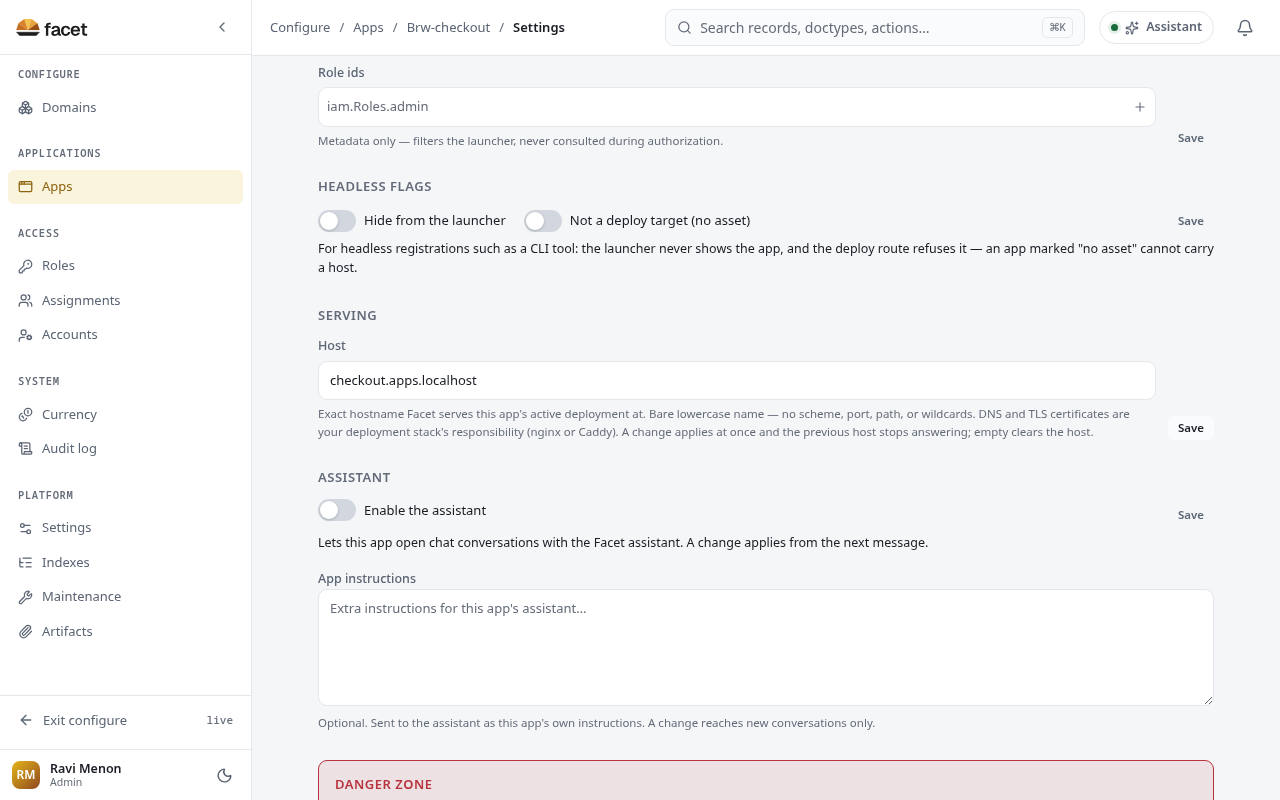 facet
Configure / Apps / Brw-checkout / Settings
Search records, doctypes, actions...
⌘K
Assistant
CONFIGURE
Domains
APPLICATIONS
Apps
ACCESS
Roles
Assignments
Accounts
SYSTEM
Currency
Audit log
PLATFORM
Settings
Indexes
Maintenance
Artifacts
Exit configure
live
RM
Ravi Menon
Admin
Role ids
iam.Roles.admin
Metadata only — filters the launcher, never consulted during authorization.
Save
HEADLESS FLAGS
Hide from the launcher
Not a deploy target (no asset)
Save
For headless registrations such as a CLI tool: the launcher never shows the app, and the deploy route refuses it — an app marked "no asset" cannot carry
a host.
SERVING
Host
checkout.apps.localhost
Exact hostname Facet serves this app's active deployment at. Bare lowercase name — no scheme, port, path, or wildcards. DNS and TLS certificates are
your deployment stack's responsibility (nginx or Caddy). A change applies at once and the previous host stops answering; empty clears the host.
Save
ASSISTANT
Enable the assistant
Save
Lets this app open chat conversations with the Facet assistant. A change applies from the next message.
App instructions
Extra instructions for this app's assistant...
Optional. Sent to the assistant as this app's own instructions. A change reaches new conversations only.
DANGER ZONE